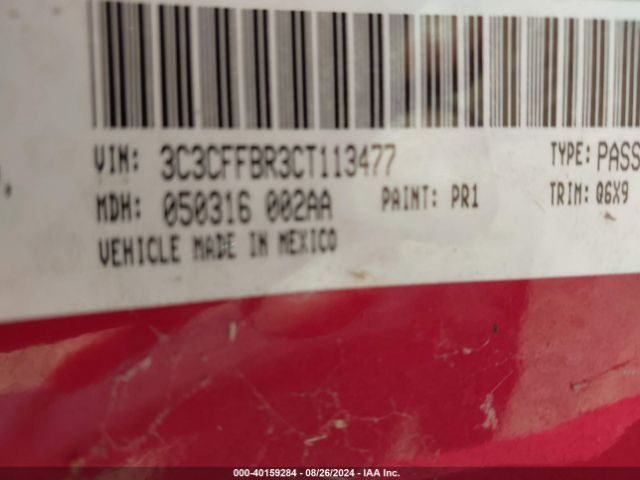 VIN: 3C3CFFBR3CT113477 TYPE: PASS
MDH: 050316 002AA PAINT: PR1 TRIM: Q6X9
VEHICLE MADE IN MEXICO
000-40159284 - 08/26/2024 - IAA Inc.